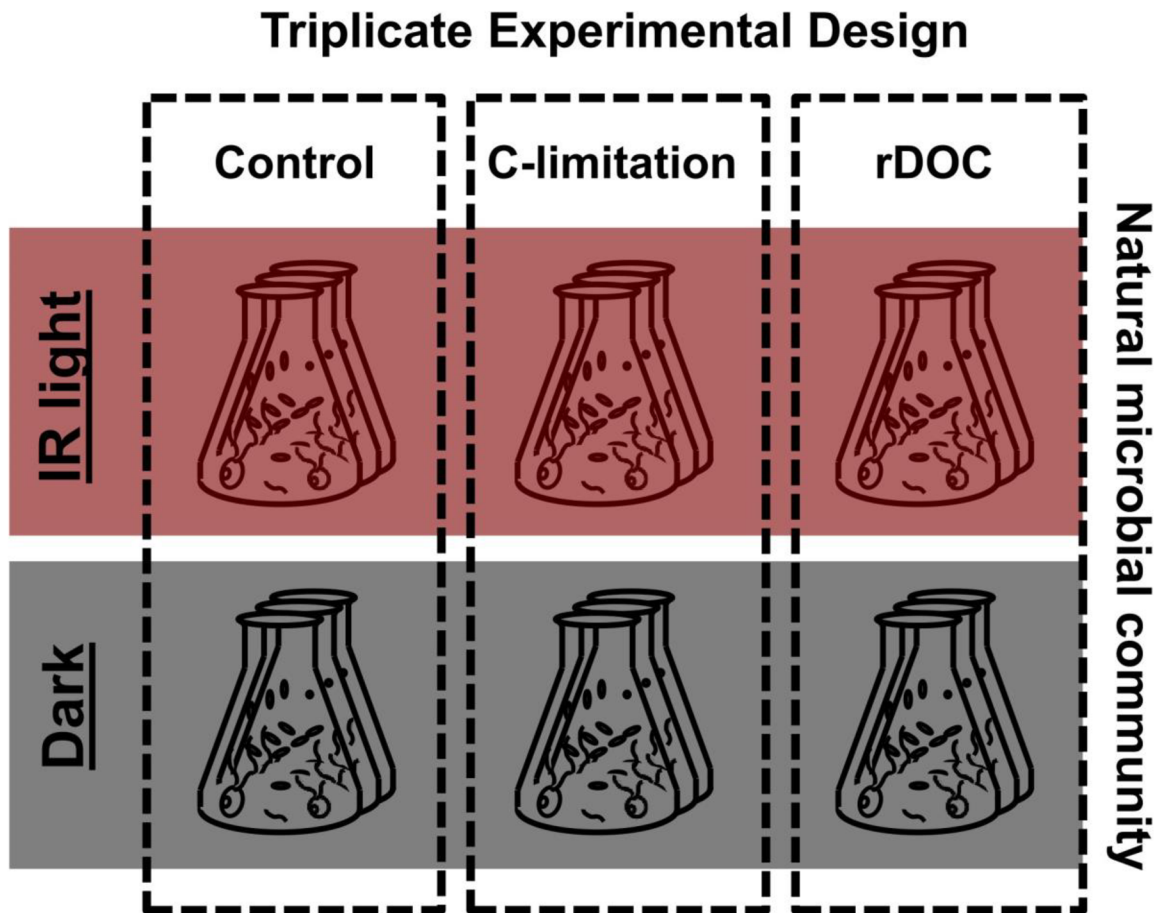 Triplicate Experimental Design
Control
C-limitation
rDOC
IR light
Dark
Natural microbial community